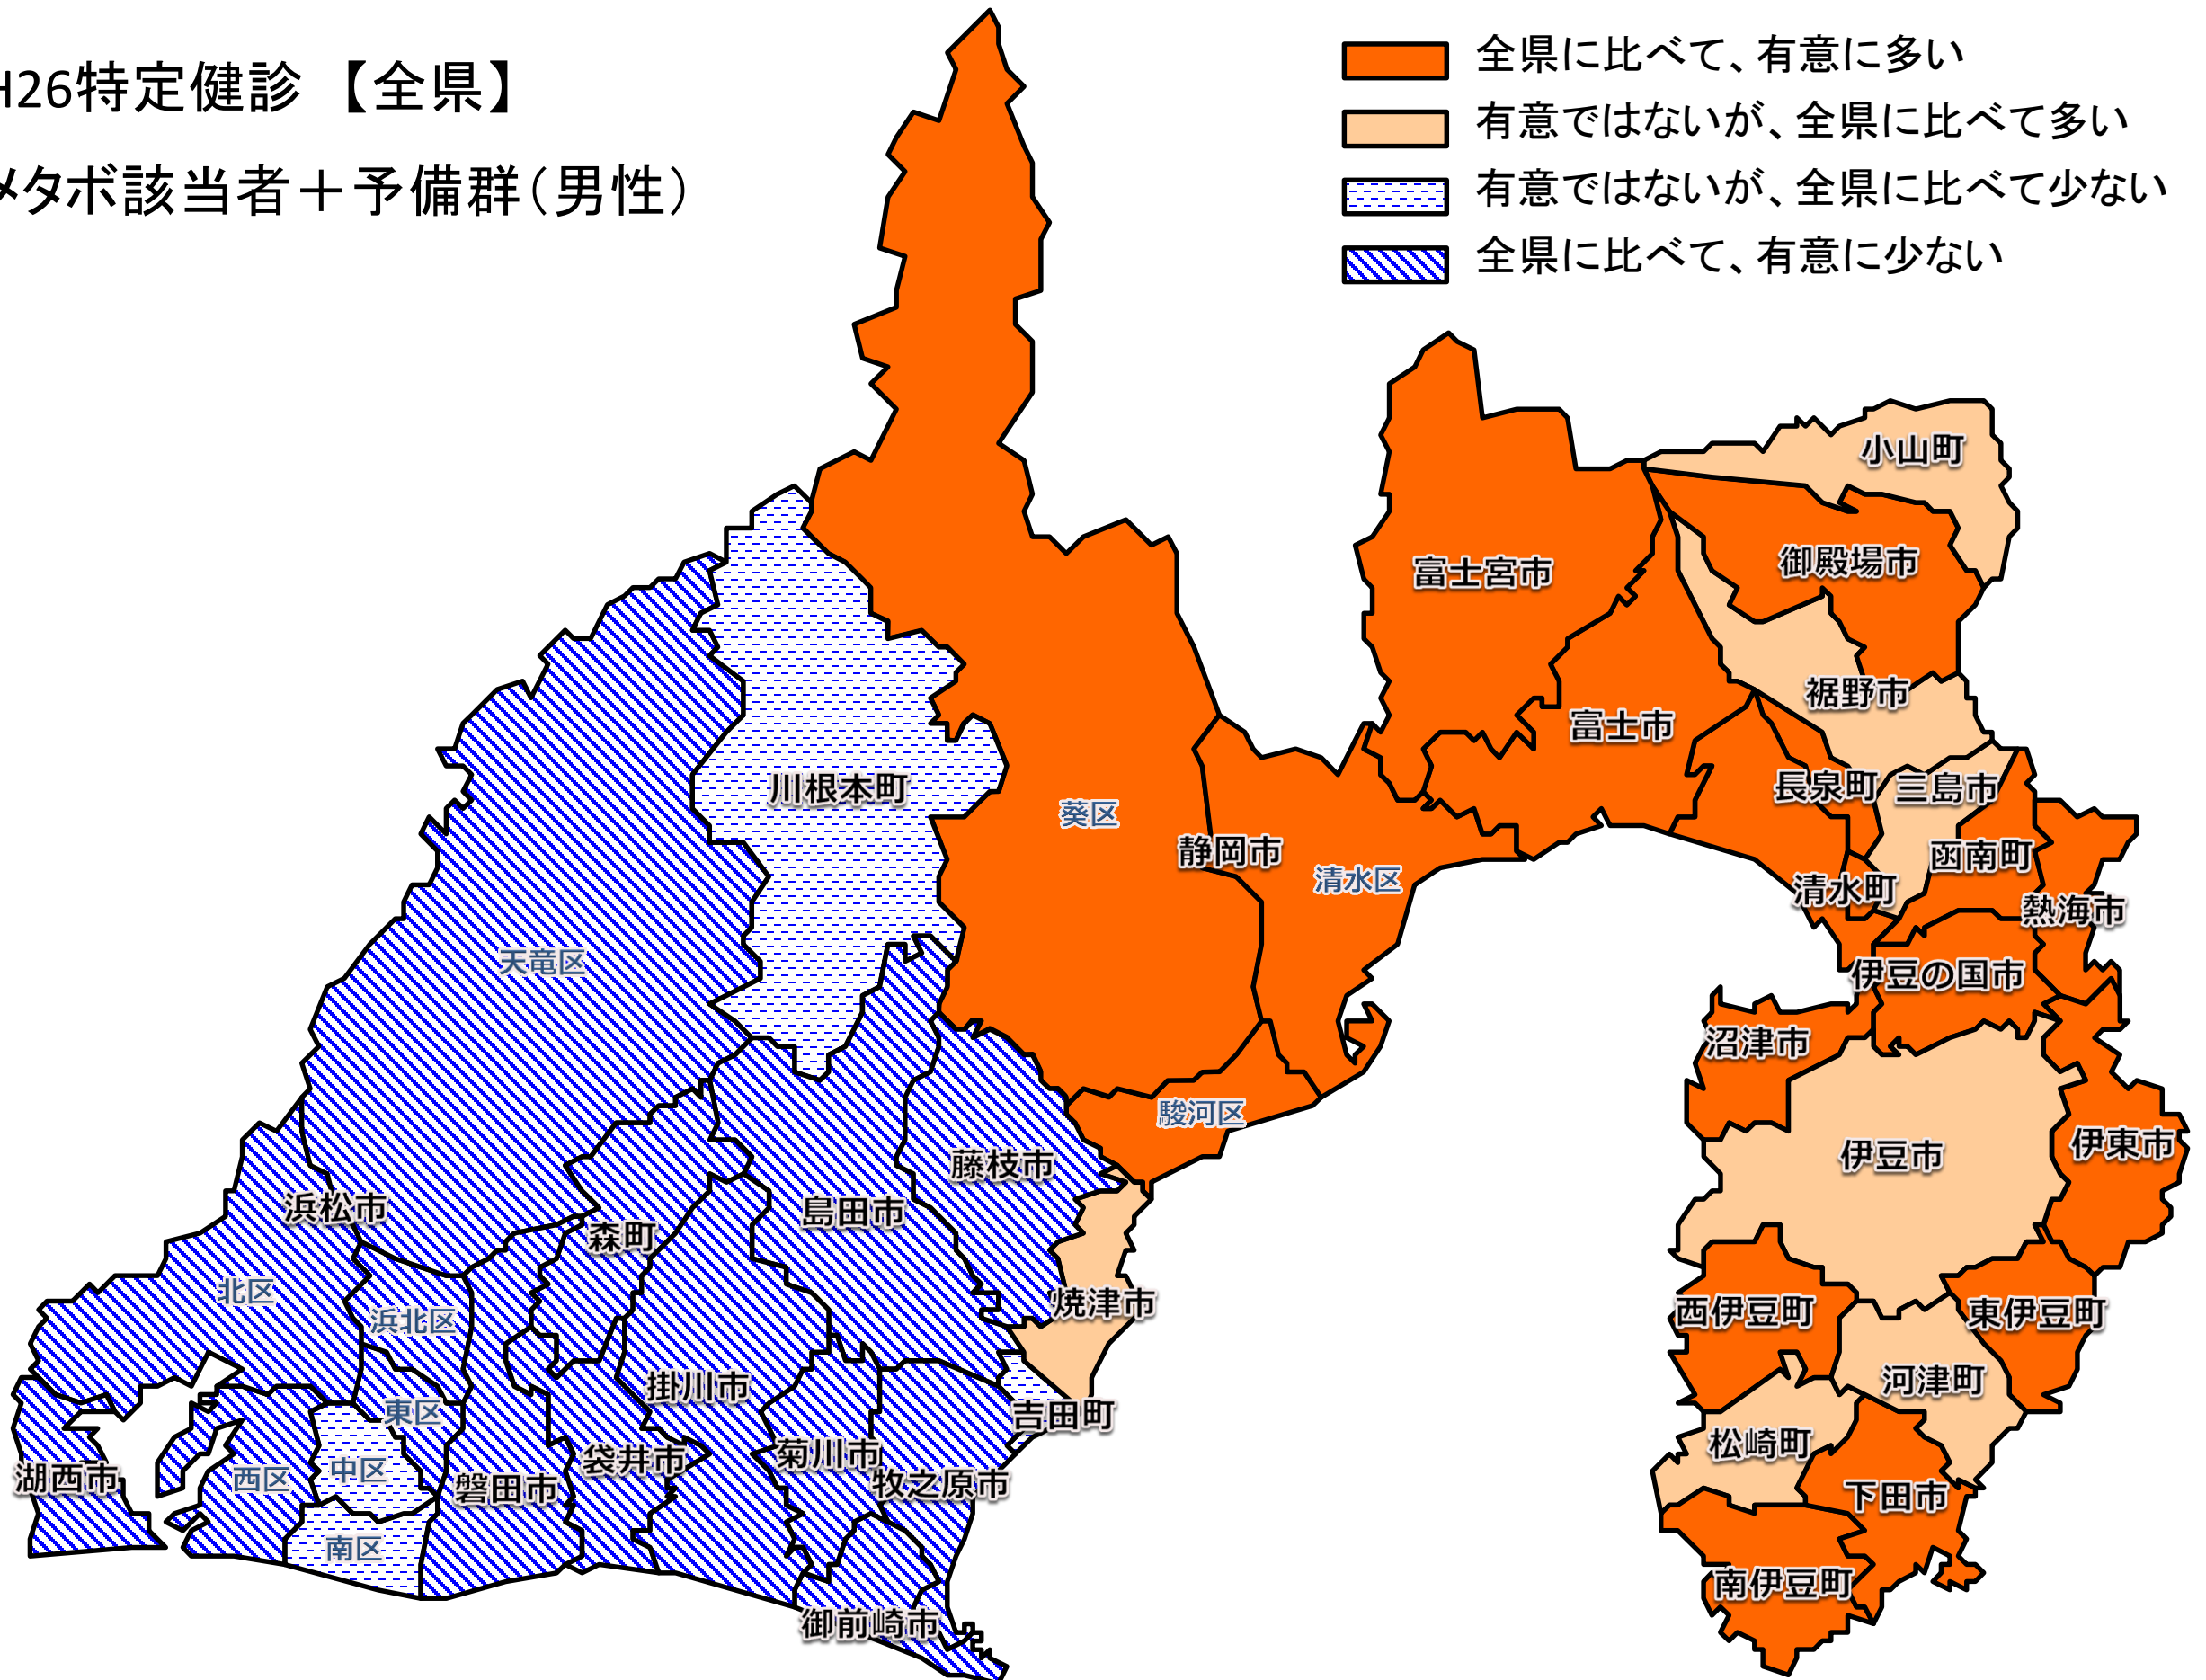 H26特定健診 【全県】
メタボ該当者＋予備群（男性）
全県に比べて、有意に多い
有意ではないが、全県に比べて多い
有意ではないが、全県に比べて少ない
全県に比べて、有意に少ない
小山町
御殿場市
富士宮市
裾野市
富士市
長泉町
三島市
川根本町
葵区
静岡市
函南町
清水区
清水町
熱海市
天竜区
伊豆の国市
沼津市
駿河区
伊東市
伊豆市
藤枝市
浜松市
島田市
森町
北区
浜北区
焼津市
西伊豆町
東伊豆町
河津町
掛川市
東区
吉田町
松崎町
菊川市
袋井市
中区
西区
湖西市
磐田市
牧之原市
下田市
南区
南伊豆町
御前崎市